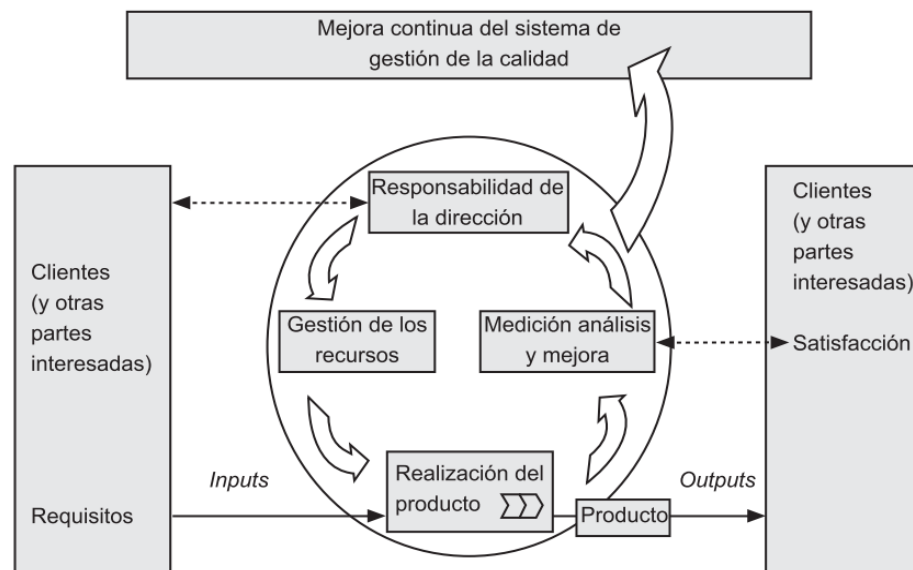 Mejora continua del sistema de
gestión de la calidad
Responsabilidad de
la dirección
Clientes
(y otras
partes
interesadas)
Clientes
(y otras
partes
interesadas)
Gestión de los
recursos
Medición análisis
y mejora
Satisfacción
Realización del
producto
Inputs
Outputs
Requisitos
Producto